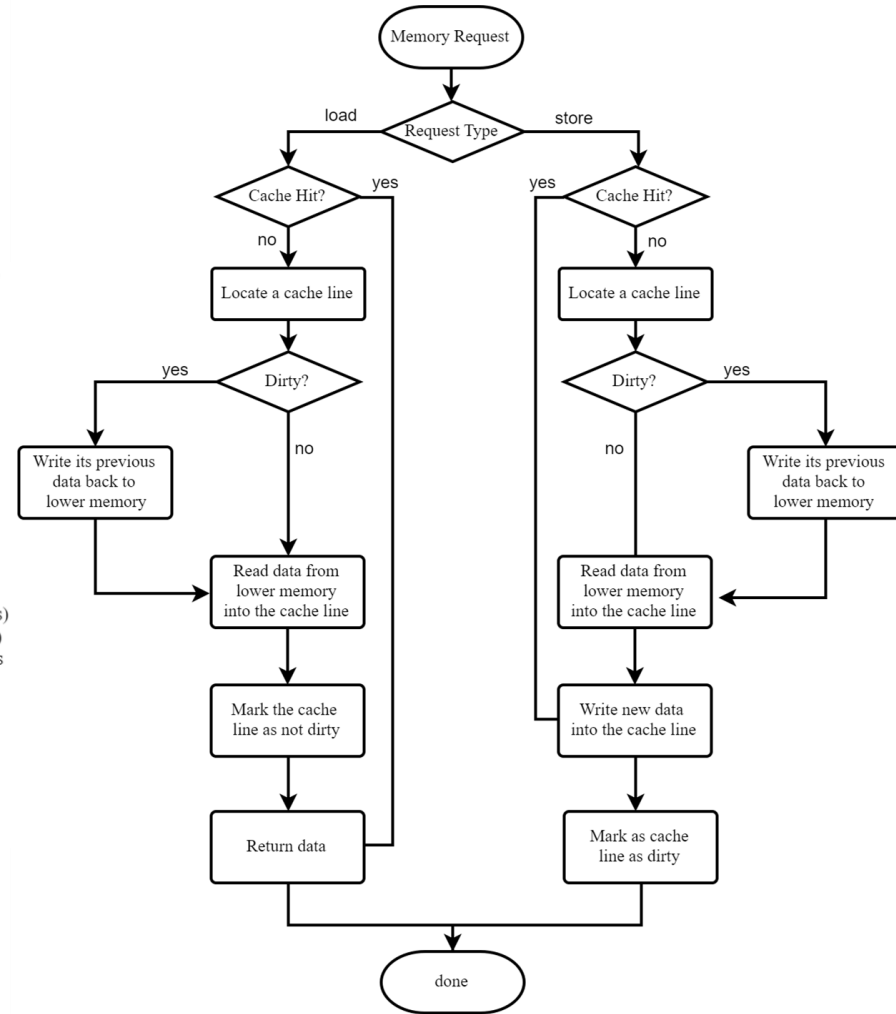 Memory Request
Request Type
load
store
Cache Hit?
yes
no
Locate a cache line
Dirty?
yes
no
Write its previous
data back to
lower memory
Read data from
lower memory
into the cache line
Mark the cache
line as not dirty
Return data
yes
Cache Hit?
no
Locate a cache line
Dirty?
yes
no
Write its previous
data back to
lower memory
Read data from
lower memory
into the cache line
Write new data
into the cache line
Mark as cache
line as dirty
done
s)
)
s